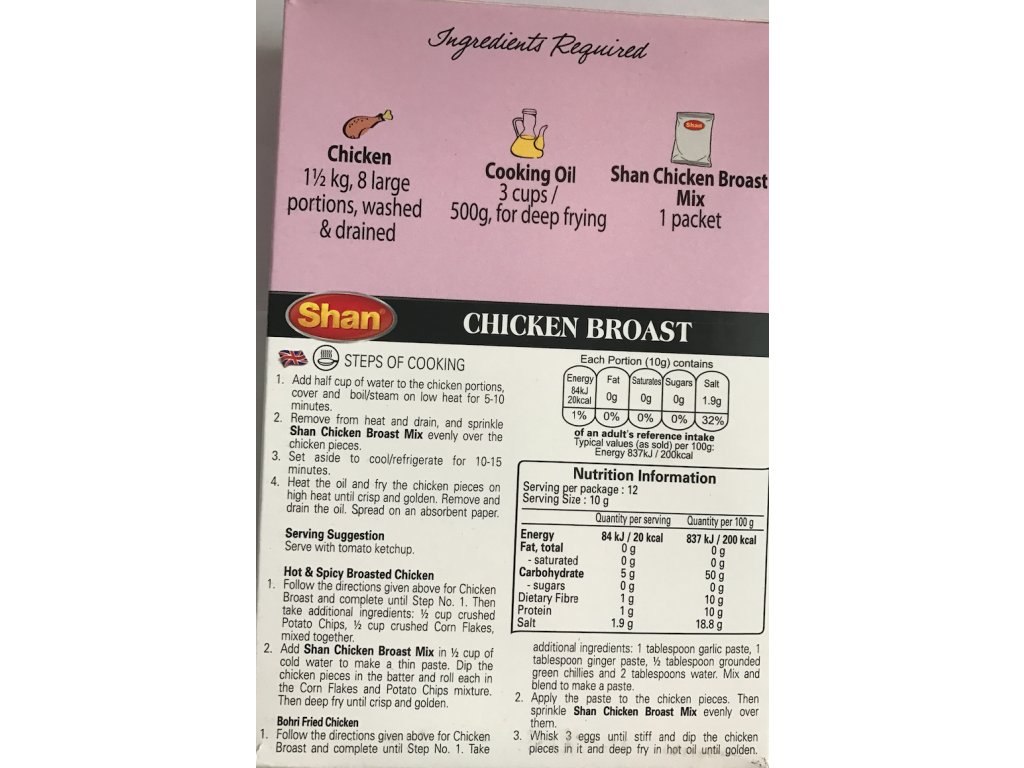 Ingredients Required
Chicken
1½ kg, 8 large
portions, washed
& drained
Cooking Oil
3 cups /
500g, for deep frying
Shan
Shan Chicken Broast
Mix
1 packet
Shan
CHICKEN BROAST
STEPS OF COOKING
1. Add half cup of water to the chicken portions,
cover and boil/steam on low heat for 5-10
minutes.
2. Remove from heat and drain, and sprinkle
Shan Chicken Broast Mix evenly over the
chicken pieces.
3. Set aside to cool/refrigerate for 10-15
minutes.
4. Heat the oil and fry the chicken pieces on
high heat until crisp and golden. Remove and
drain the oil. Spread on an absorbent paper.
Serving Suggestion
Serve with tomato ketchup.
Hot & Spicy Broasted Chicken
1. Follow the directions given above for Chicken
Broast and complete until Step No. 1. Then
take additional ingredients: ½ cup crushed
Potato Chips, ½ cup crushed Corn Flakes,
mixed together.
2. Add Shan Chicken Broast Mix in ½ cup of
cold water to make a thin paste. Dip the
chicken pieces in the batter and roll each in
the Corn Flakes and Potato Chips mixture.
Then deep fry until crisp and golden.
Bohri Fried Chicken
1. Follow the directions given above for Chicken
Broast and complete until Step No. 1. Take
Each Portion (10g) contains
Energy Fat Saturates Sugars Salt
84kJ
20kcal 0g 0g 0g 1.9g
1% 0% 0% 0% 32%
of an adult's reference intake
Typical values (as sold) per 100g:
Energy 837kJ / 200kcal
Nutrition Information
Serving per package : 12
Serving Size : 10 g
Quantity per serving Quantity per 100 g
Energy 84 kJ / 20 kcal 837 kJ / 200 kcal
Fat, total 0 g 0 g
- saturated 0 g 0 g
Carbohydrate 5 g 50 g
- sugars 0 g 0 g
Dietary Fibre 1 g 10 g
Protein 1 g 10 g
Salt 1.9 g 18.8 g
additional ingredients: 1 tablespoon garlic paste, 1
tablespoon ginger paste, ½ tablespoon grounded
green chillies and 2 tablespoons water. Mix and
blend to make a paste.
2. Apply the paste to the chicken pieces. Then
sprinkle Shan Chicken Broast Mix evenly over
them.
3. Whisk 3 eggs until stiff and dip the chicken
pieces in it and deep fry in hot oil until golden.